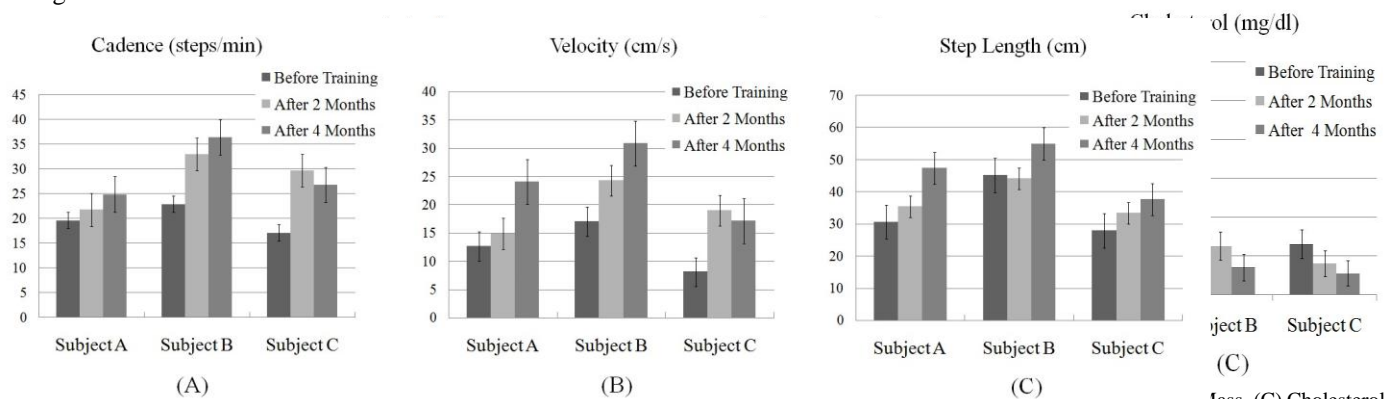 Cadence (steps/min)
Before Training
After 2 Months
After 4 Months
45
40
35
30
25
20
15
10
5
0
Subject A
Subject B
Subject C
(A)
Velocity (cm/s)
Before Training
After 2 Months
After 4 Months
40
35
30
25
20
15
10
5
0
Subject A
Subject B
Subject C
(B)
Step Length (cm)
Before Training
After 2 Months
After 4 Months
70
60
50
40
30
20
10
0
Subject A
Subject B
Subject C
(C)
(mg/dl)
Before Training
After 2 Months
After 4 Months
B
Subject C
(C)
(C) Cholesterol